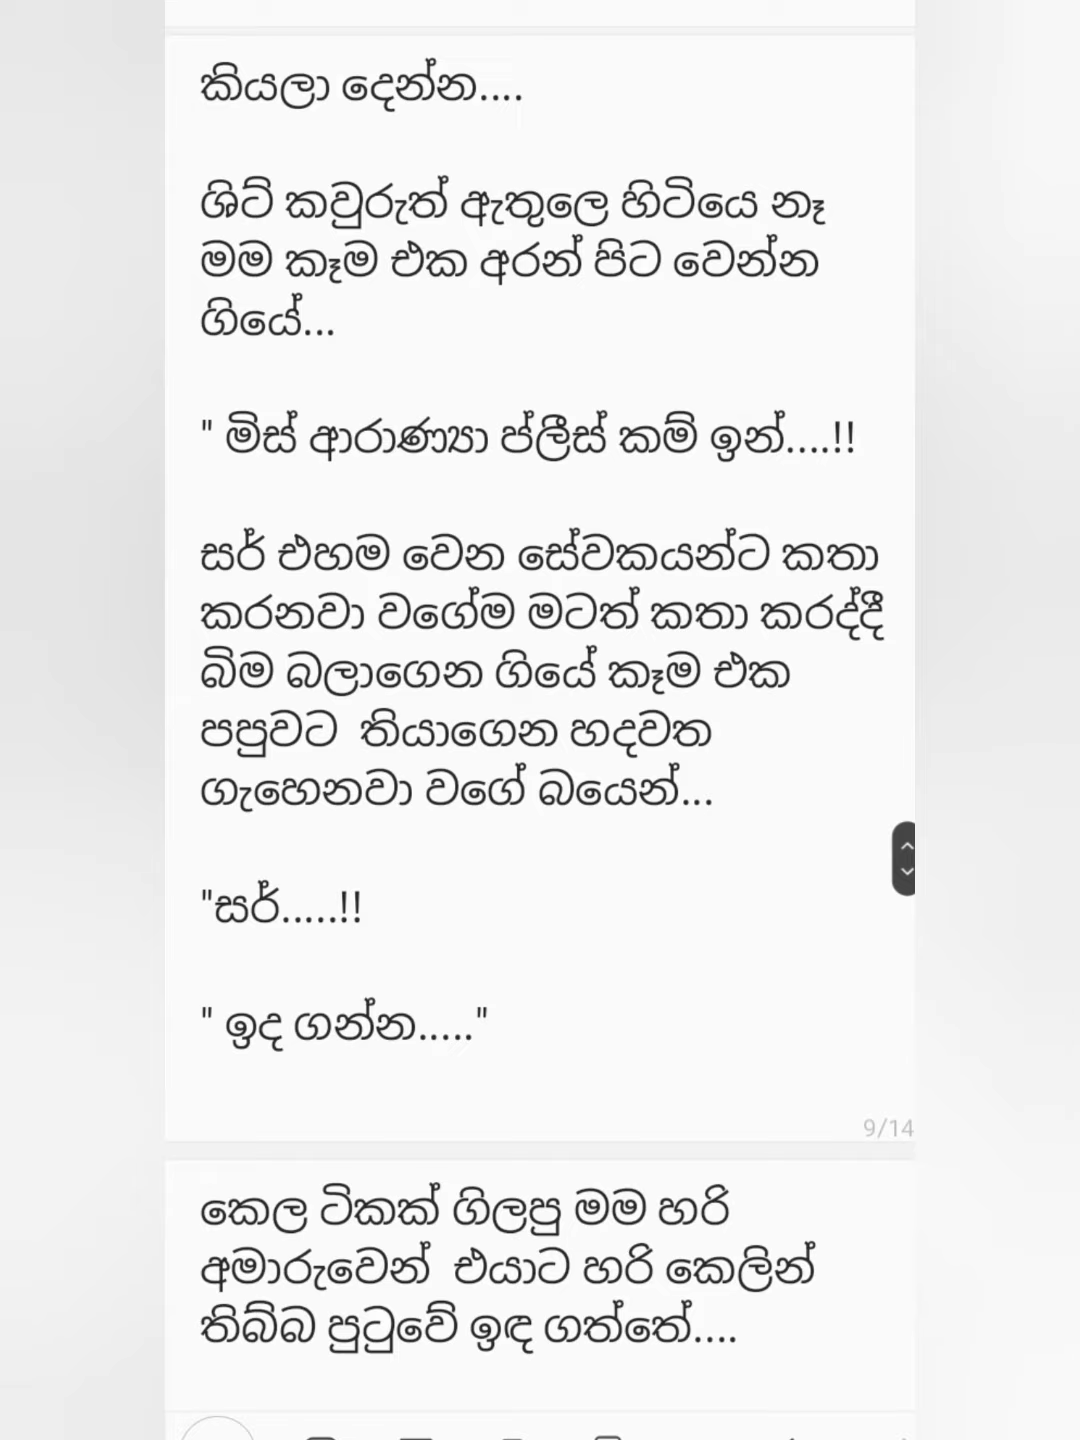 කියලා දෙන්න....
ශිට් කවුරුත් ඇතුලෙ හිටියෙ නෑ
මම කෑම එක අරන් පිට වෙන්න
ගියේ...
" මිස් ආරාණ්‍යා ප්ලීස් කම් ඉන්....!!
සර් එහම වෙන සේවකයන්ට කතා
කරනවා වගේම මටත් කතා කරද්දී
බිම බලාගෙන ගියේ කෑම එක
පපුවට තියාගෙන හදවත
ගැහෙනවා වගේ බයෙන්...
"සර්.....!!
" ඉද ගන්න....."
9/14
කෙල ටිකක් ගිලපු මම හරි
අමාරුවෙන් එයාට හරි කෙලින්
තිබ්බ පුටුවේ ඉඳ ගත්තේ....